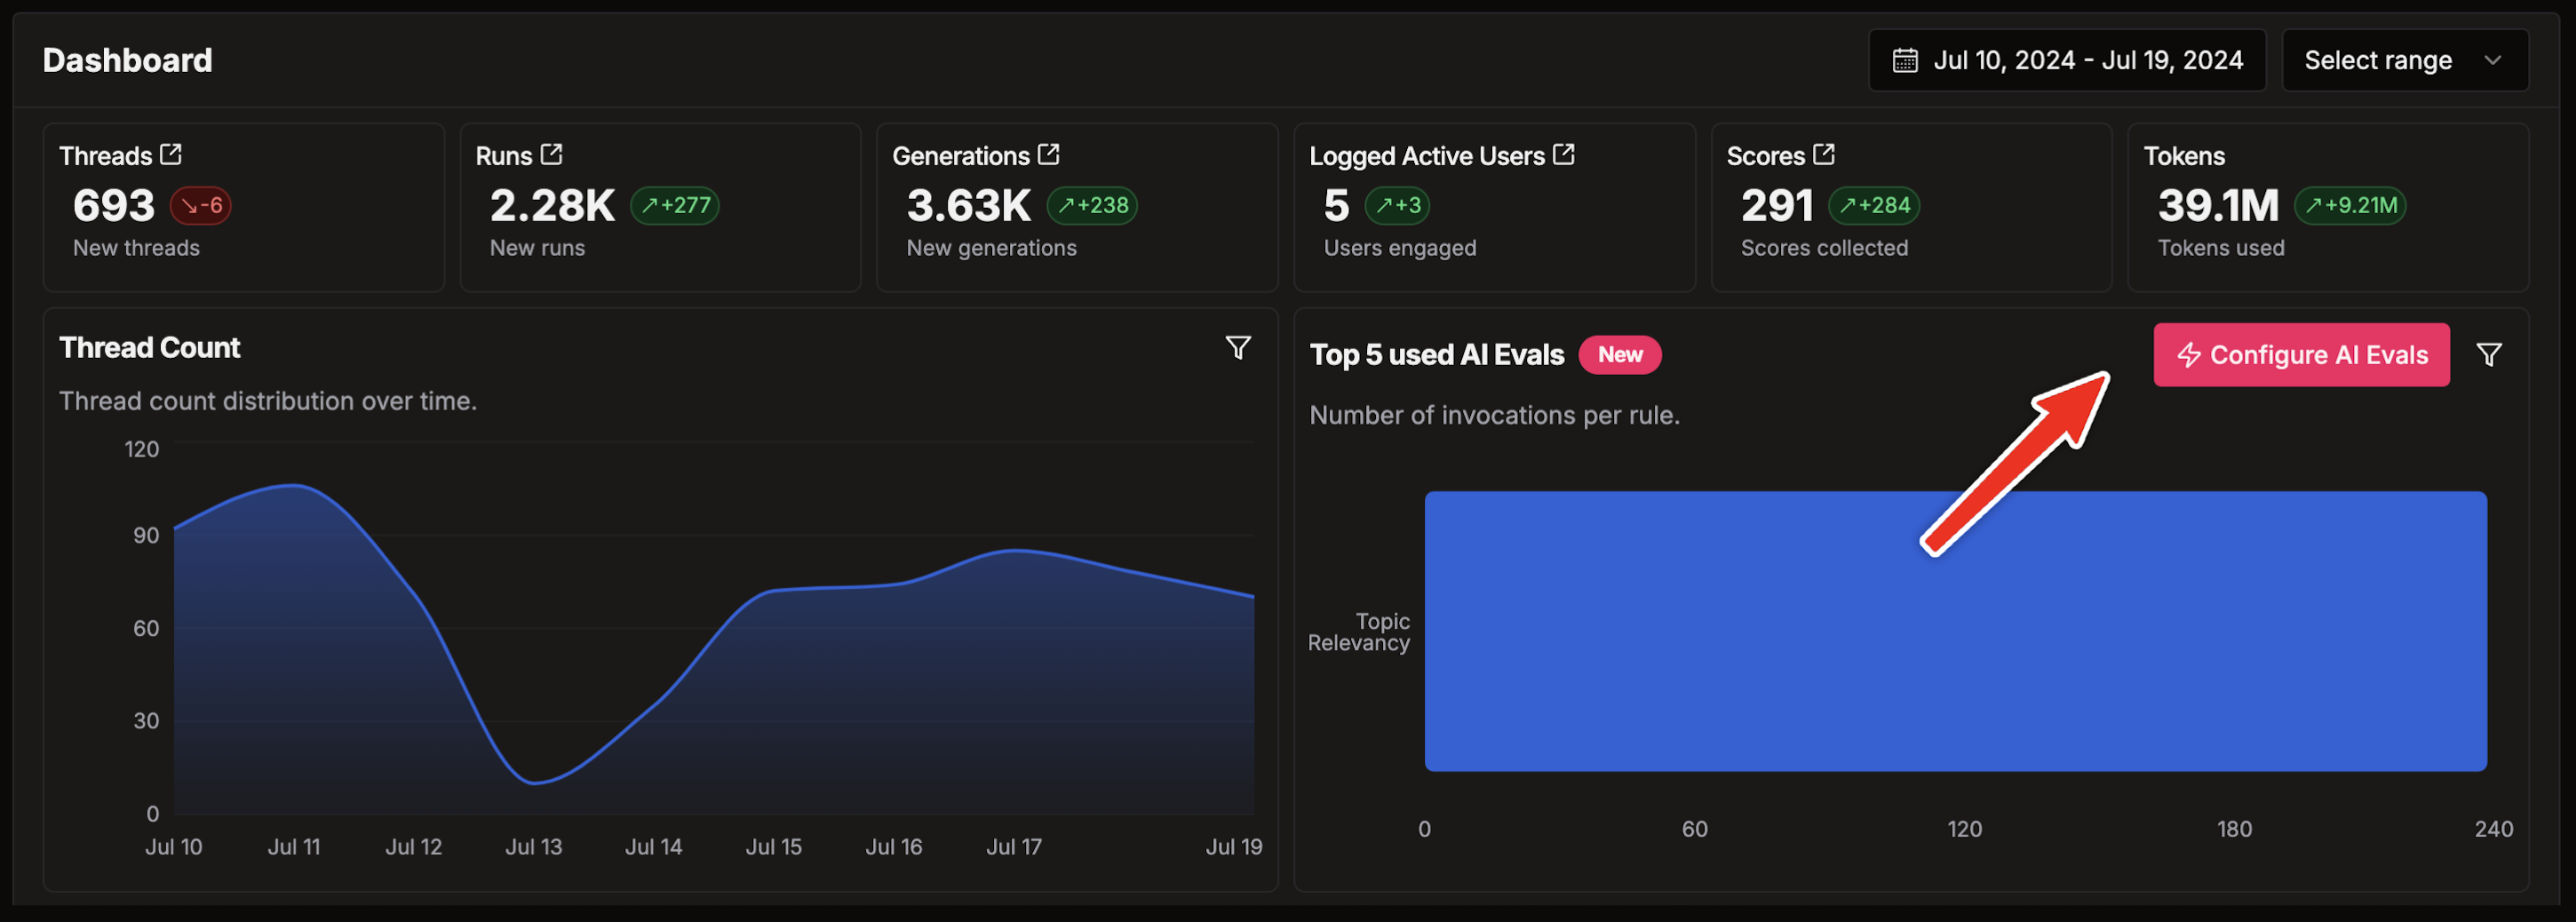 Dashboard
Jul 10, 2024 - Jul 19, 2024
Select range
Threads
693
-6
New threads
Runs
2.28K
+277
New runs
Generations
3.63K
+238
New generations
Logged Active Users
5
+3
Users engaged
Scores
291
+284
Scores collected
Tokens
39.1M
+9.21M
Tokens used
Thread Count
Thread count distribution over time.
120
90
60
30
0
Jul 10
Jul 11
Jul 12
Jul 13
Jul 14
Jul 15
Jul 16
Jul 17
Jul 19
Top 5 used AI Evals
New
Configure AI Evals
Number of invocations per rule.
Topic
Relevancy
0
60
120
180
240